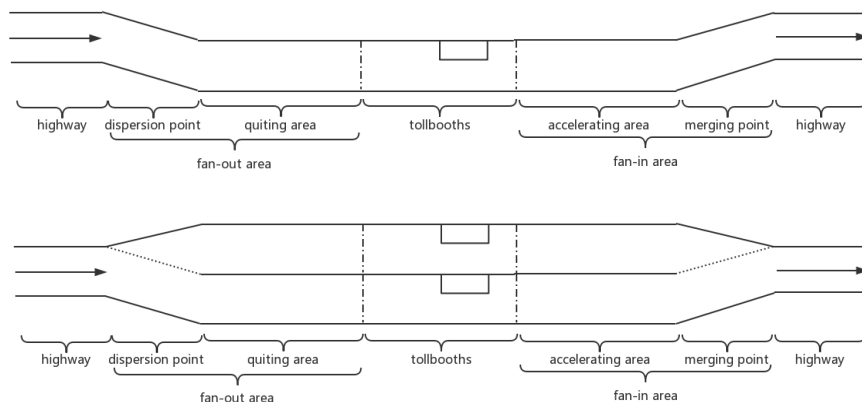 highway dispersion point quiting area tollbooths accelerating area merging point highway
fan-out area fan-in area
highway dispersion point quiting area tollbooths accelerating area merging point highway
fan-out area fan-in area